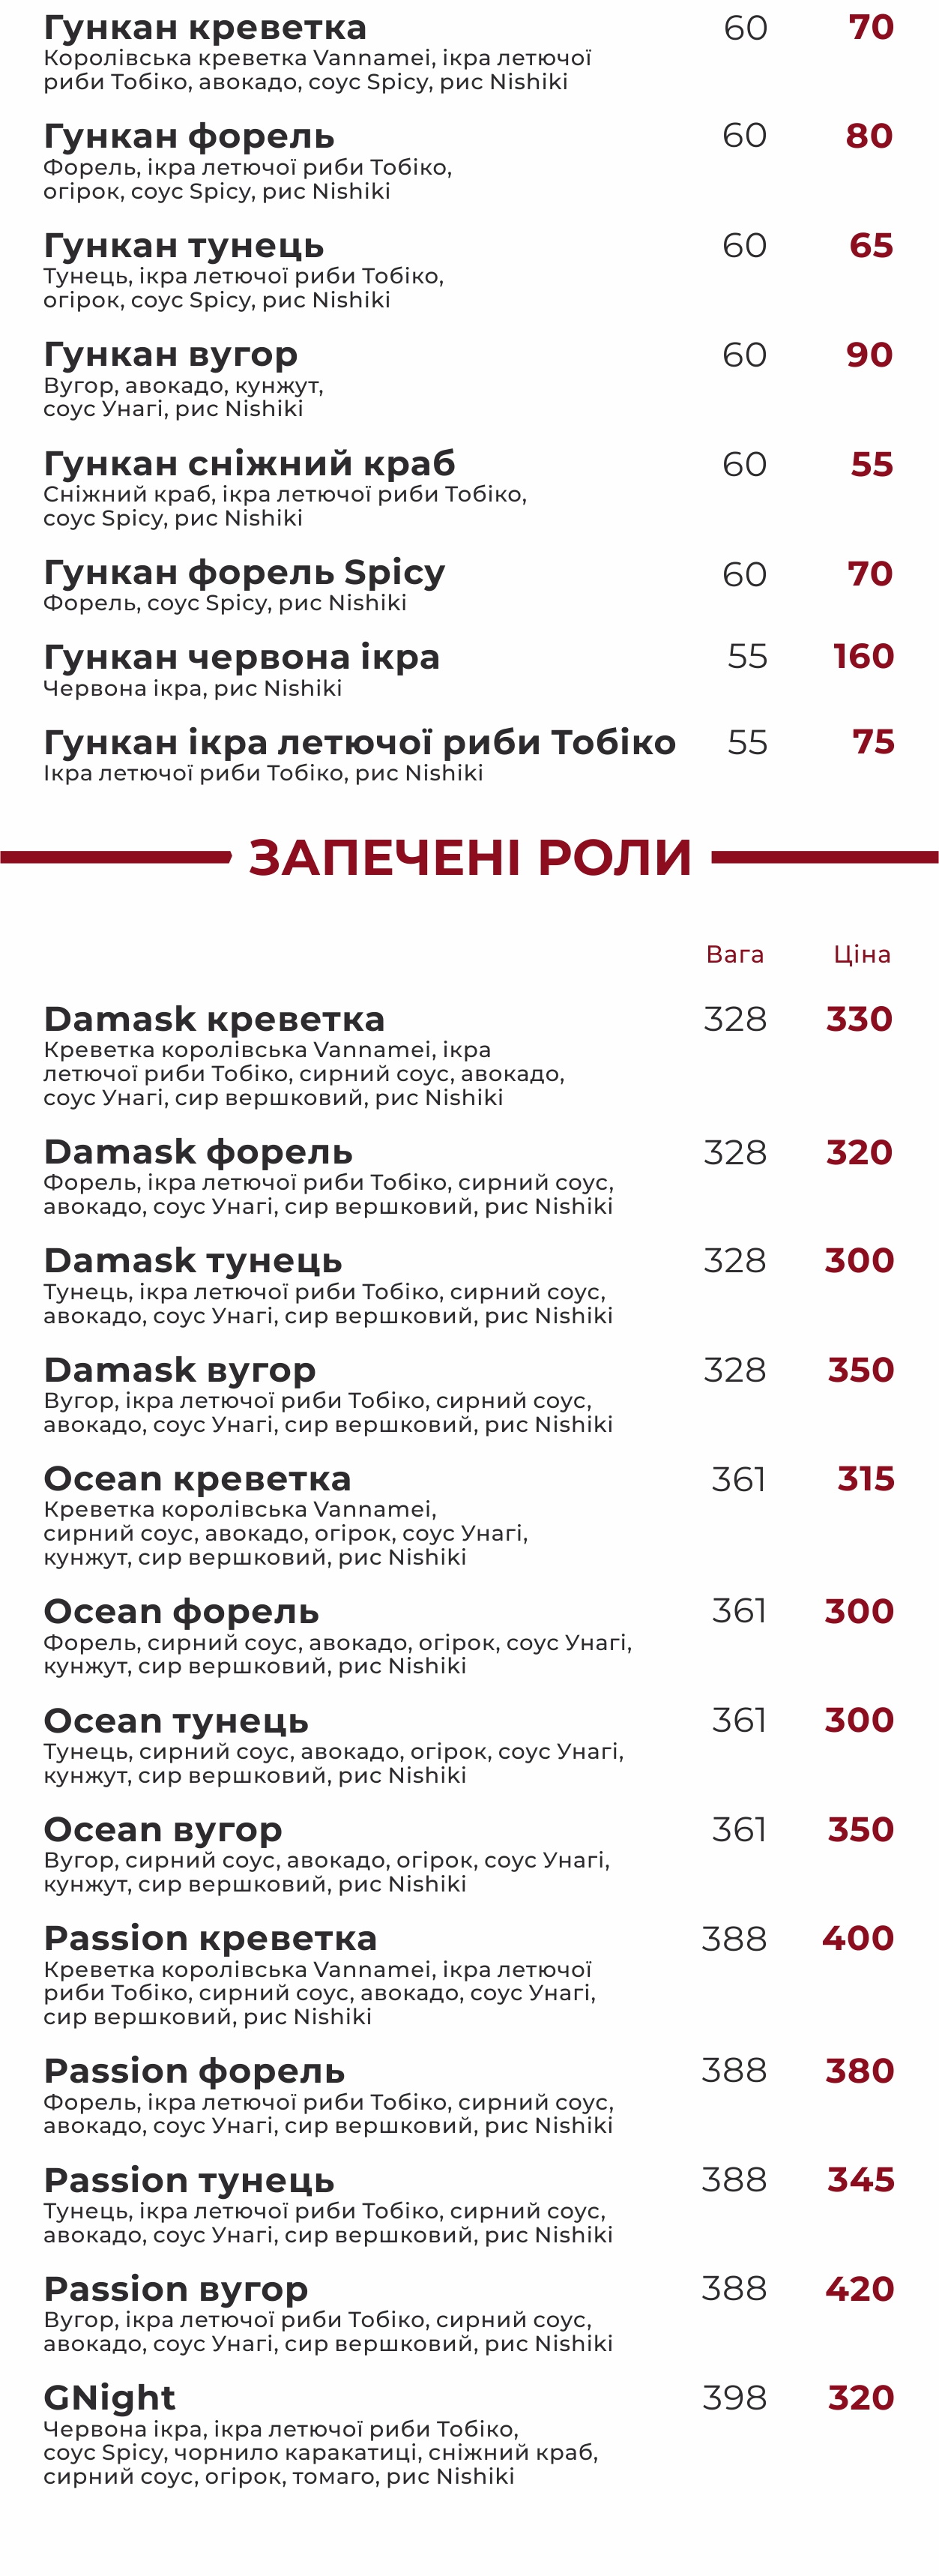 Гункан креветка 60 70
Королівська креветка Vannamei, ікра летючої
риби Тобіко, авокадо, соус Spicy, рис Nishiki
Гункан форель 60 80
Форель, ікра летючої риби Тобіко,
огірок, соус Spicy, рис Nishiki
Гункан тунець 60 65
Тунець, ікра летючої риби Тобіко,
огірок, соус Spicy, рис Nishiki
Гункан вугор 60 90
Вугор, авокадо, кунжут,
соус Унагі, рис Nishiki
Гункан сніжний краб 60 55
Сніжний краб, ікра летючої риби Тобіко,
соус Spicy, рис Nishiki
Гункан форель Spicy 60 70
Форель, соус Spicy, рис Nishiki
Гункан червона ікра 55 160
Червона ікра, рис Nishiki
Гункан ікра летючої риби Тобіко 55 75
Ікра летючої риби Тобіко, рис Nishiki
ЗАПЕЧЕНІ РОЛИ
Вага Ціна
Damask креветка 328 330
Креветка королівська Vannamei, ікра
летючої риби Тобіко, сирний соус, авокадо,
соус Унагі, сир вершковий, рис Nishiki
Damask форель 328 320
Форель, ікра летючої риби Тобіко, сирний соус,
авокадо, соус Унагі, сир вершковий, рис Nishiki
Damask тунець 328 300
Тунець, ікра летючої риби Тобіко, сирний соус,
авокадо, соус Унагі, сир вершковий, рис Nishiki
Damask вугор 328 350
Вугор, ікра летючої риби Тобіко, сирний соус,
авокадо, соус Унагі, сир вершковий, рис Nishiki
Ocean креветка 361 315
Креветка королівська Vannamei,
сирний соус, авокадо, огірок, соус Унагі,
кунжут, сир вершковий, рис Nishiki
Ocean форель 361 300
Форель, сирний соус, авокадо, огірок, соус Унагі,
кунжут, сир вершковий, рис Nishiki
Ocean тунець 361 300
Тунець, сирний соус, авокадо, огірок, соус Унагі,
кунжут, сир вершковий, рис Nishiki
Ocean вугор 361 350
Вугор, сирний соус, авокадо, огірок, соус Унагі,
кунжут, сир вершковий, рис Nishiki
Passion креветка 388 400
Креветка королівська Vannamei, ікра летючої
риби Тобіко, сирний соус, авокадо, соус Унагі,
сир вершковий, рис Nishiki
Passion форель 388 380
Форель, ікра летючої риби Тобіко, сирний соус,
авокадо, соус Унагі, сир вершковий, рис Nishiki
Passion тунець 388 345
Тунець, ікра летючої риби Тобіко, сирний соус,
авокадо, соус Унагі, сир вершковий, рис Nishiki
Passion вугор 388 420
Вугор, ікра летючої риби Тобіко, сирний соус,
авокадо, соус Унагі, сир вершковий, рис Nishiki
GNight 398 320
Червона ікра, ікра летючої риби Тобіко,
соус Spicy, чорнило каракатиці, сніжний краб,
сирний соус, огірок, томаго, рис Nishiki